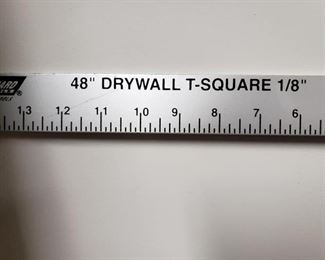 48" DRYWALL T-SQUARE 1/8"
13 12 11 10 9 8 7 6